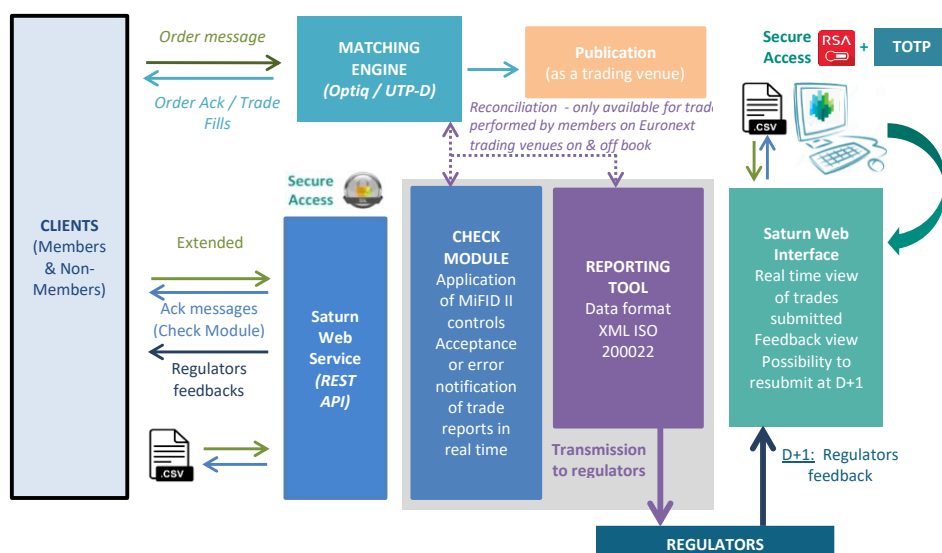 Order message
Order Ack / Trade
Fills
MATCHING
ENGINE
(Optiq / UTP-D)
Publication
(as a trading venue)
Secure
Access
RSA
+
TOTP
Reconciliation - only available for trad
performed by members on Euronext
trading venues on & off book
.CSV
Secure
Access
CLIENTS
(Members
& Non-
Members)
Extended
Ack messages
(Check Module)
Regulators
feedbacks
.CSV
Saturn
Web
Service
(REST
API)
CHECK
MODULE
Application
of MiFID II
controls
Acceptance
or error
notification
of trade
reports in
real time
REPORTING
TOOL
Data format
XML ISO
200022
Transmission
to regulators
Saturn Web
Interface
Real time view
of trades
submitted
Feedback view
Possibility to
resubmit at D+1
D+1: Regulators
feedback
REGULATORS